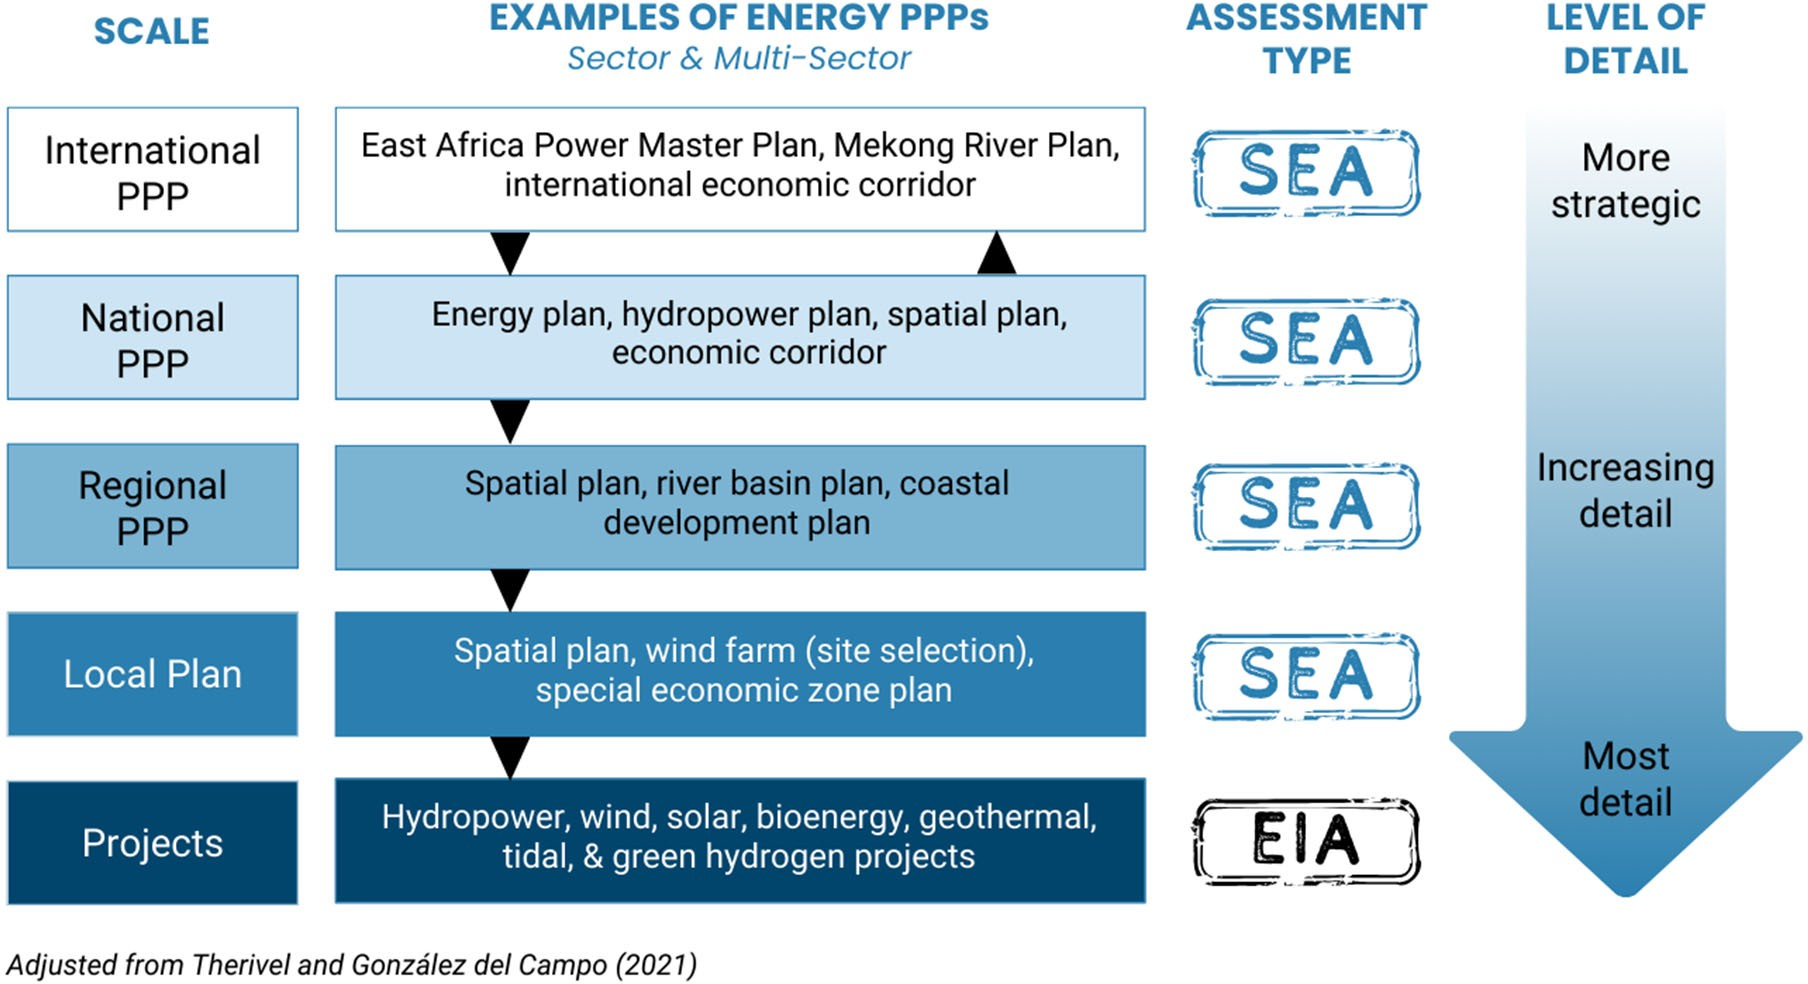 SCALE
EXAMPLES OF ENERGY PPPs
Sector & Multi-Sector
ASSESSMENT
TYPE
LEVEL OF
DETAIL
International
PPP
East Africa Power Master Plan, Mekong River Plan,
international economic corridor
SEA
More
strategic
National
PPP
Energy plan, hydropower plan, spatial plan,
economic corridor
SEA
Regional
PPP
Spatial plan, river basin plan, coastal
development plan
SEA
Increasing
detail
Local Plan
Spatial plan, wind farm (site selection),
special economic zone plan
SEA
Projects
Hydropower, wind, solar, bioenergy, geothermal,
tidal, & green hydrogen projects
EIA
Most
detail
Adjusted from Therivel and González del Campo (2021)